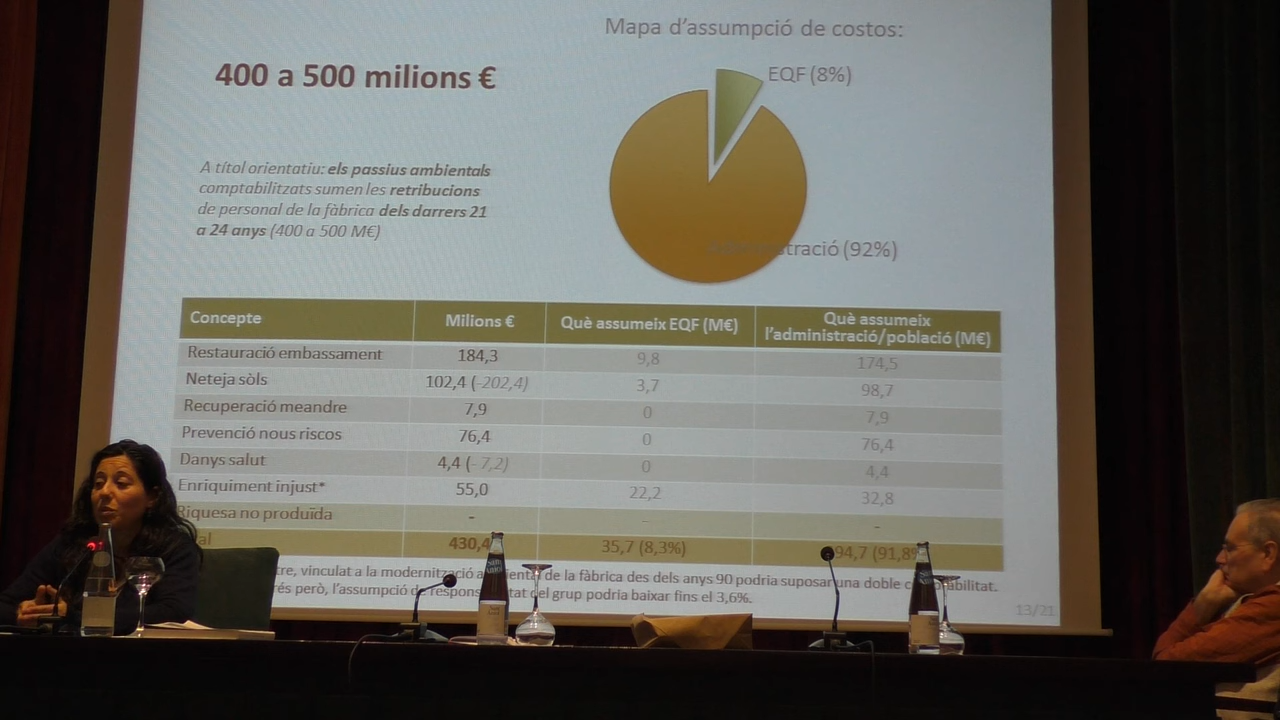 Mapa d'assumpció de costos:
400 a 500 milions €
EQF (8%)
A títol orientatiu: els passius ambientals
comptabilitzats sumen les retribucions
de personal de la fàbrica dels darrers 21
a 24 anys (400 a 500 M€)
(92%)
Concepte Milions € Què assumeix EQF (M€) Què assumeix
l'administració/població (M€)
Restauració embassament 184,3 9,8 174,5
Neteja sòls 102,4 (-202,4) 3,7 98,7
Recuperació meandre 7,9 0 7,9
Prevenció nous riscos 76,4 0 76,4
Danys salut 4,4 (- 7,2) 0 4,4
Enriquiment injust* 55,0 22,2 32,8
Riquesa no produïda - - -
430,4 35,7 (8,3%) 94,7 (91,8%
vinculat a la modernització de la fàbrica des dels anys 90 podria suposar una doble
però, l'assumpció de del grup podria baixar fins el 3,6%.
13/21